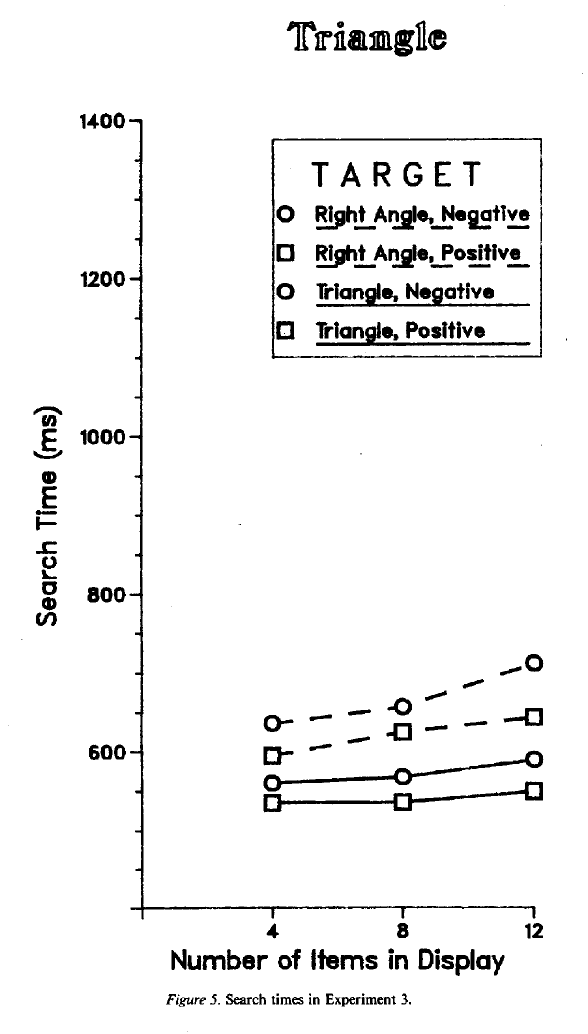 Triangle
1400
TARGET
Right Angle, Negative
Right Angle, Positive
1200
Triangle, Negative
Triangle, Positive
1000
Search Time (ms)
800
600
4 8 12
Number of Items in Display
Figure 5. Search times in Experiment 3.